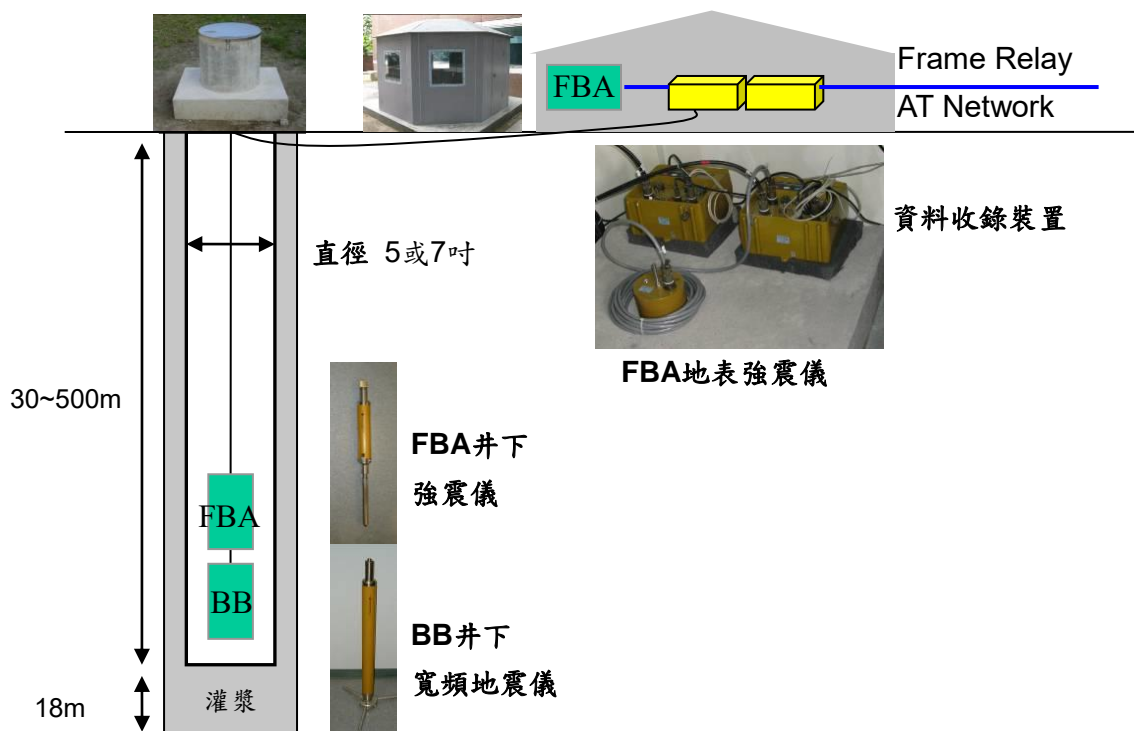 FBA
Frame Relay
AT Network
直徑 5或7吋
資料收錄裝置
FBA地表強震儀
30~500m
FBA井下
強震儀
FBA
BB
BB井下
寬頻地震儀
18m
灌漿